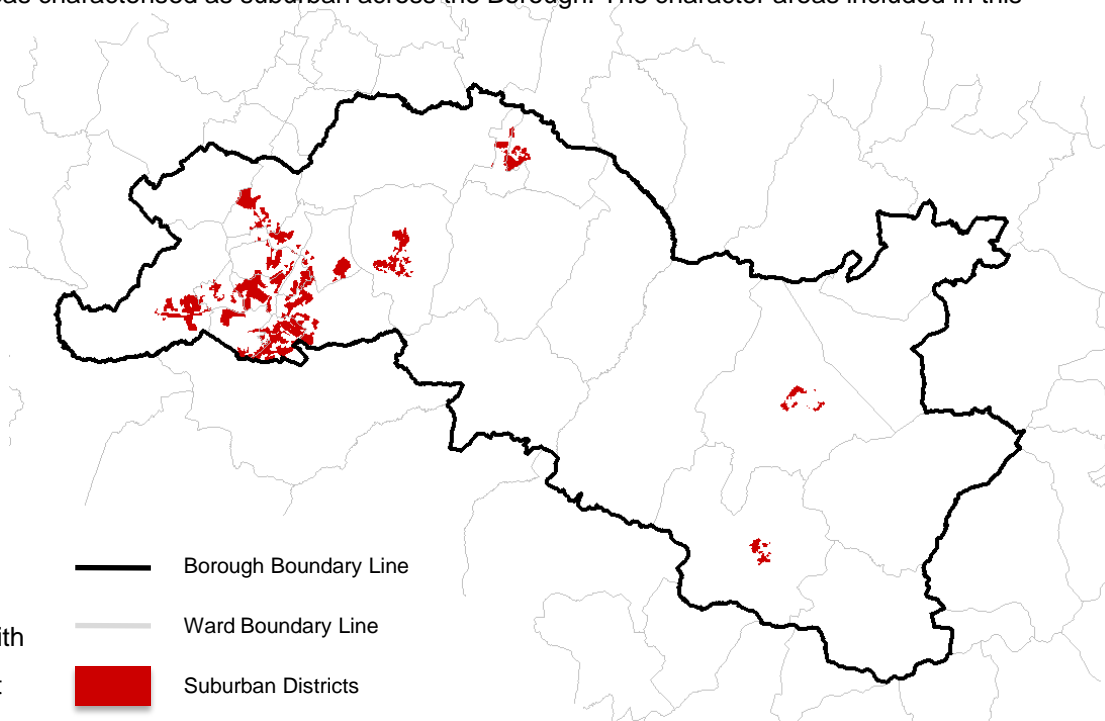 as characterised as suburban across the Borough. The character areas included in this
Borough Boundary Line
ith
Ward Boundary Line
t
Suburban Districts